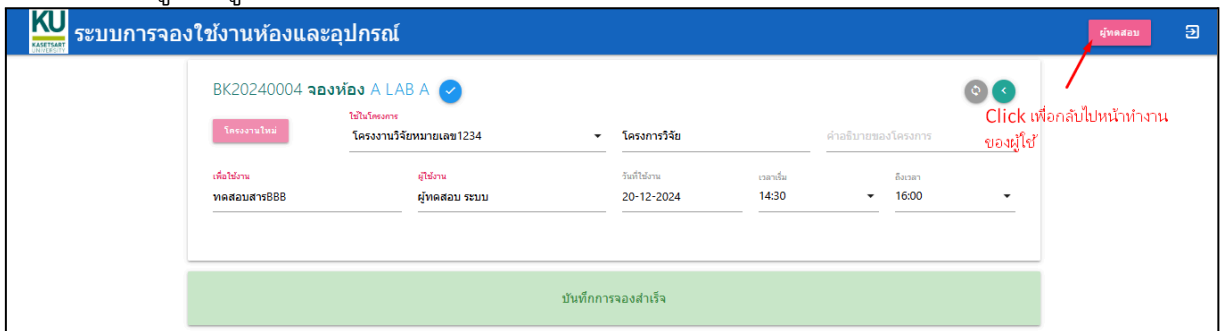 KU
KASETSART
UNIVERSITY
ระบบการจองใช้งานห้องและอุปกรณ์
ผู้ทดสอบ
BK20240004 จองห้อง A LAB A
Click เพื่อกลับไปหน้าทำงาน
ของผู้ใช้
โครงงานใหม่
ใช้ในโครงการ
โครงงานวิจัยหมายเลข1234
โครงการวิจัย
คำอธิบายของโครงการ
เพื่อใช้งาน
ผู้ใช้งาน
วันที่ใช้งาน
เวลาเริ่ม
ถึงเวลา
ทดสอบสารBBB
ผู้ทดสอบ ระบบ
20-12-2024
14:30
16:00
บันทึกการจองสำเร็จ